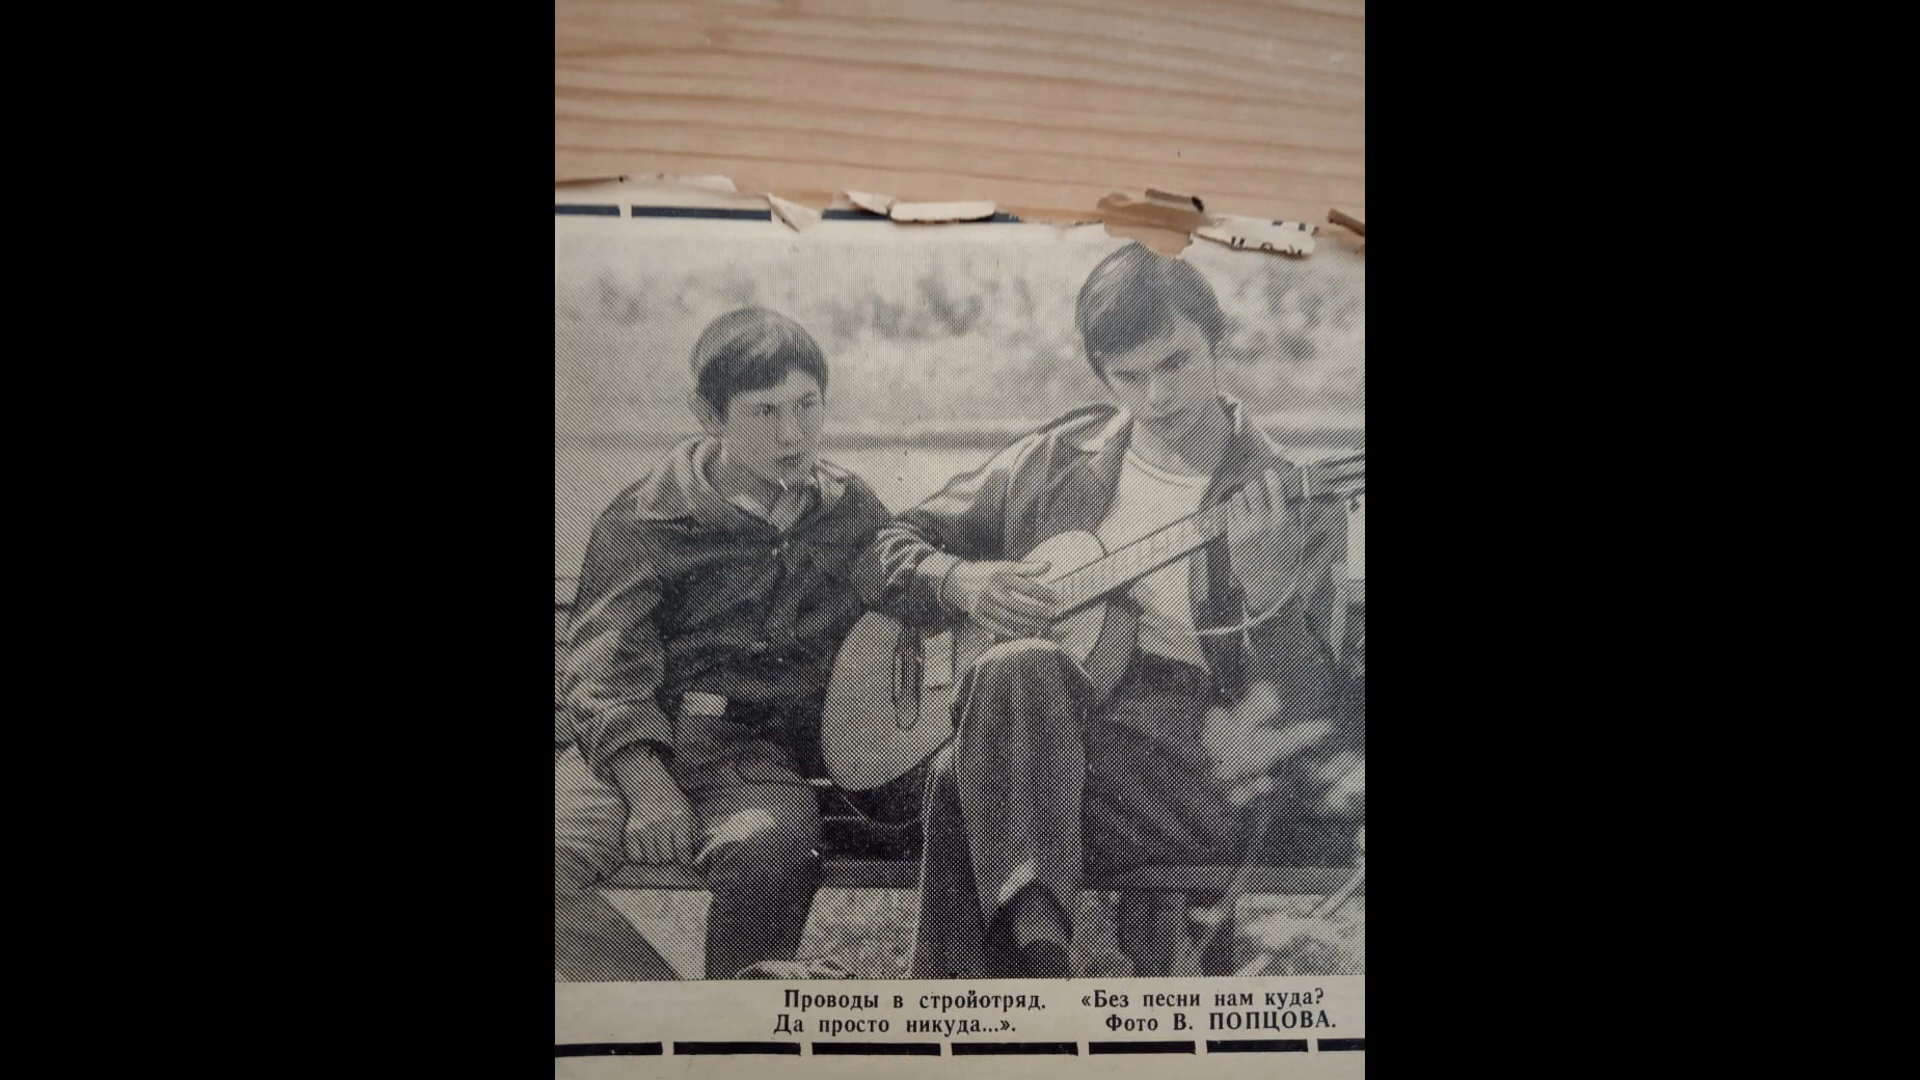 Проводы в стройотряд. «Без песни нам куда?
Да просто никуда...». Фото В. ПОПЦОВА.